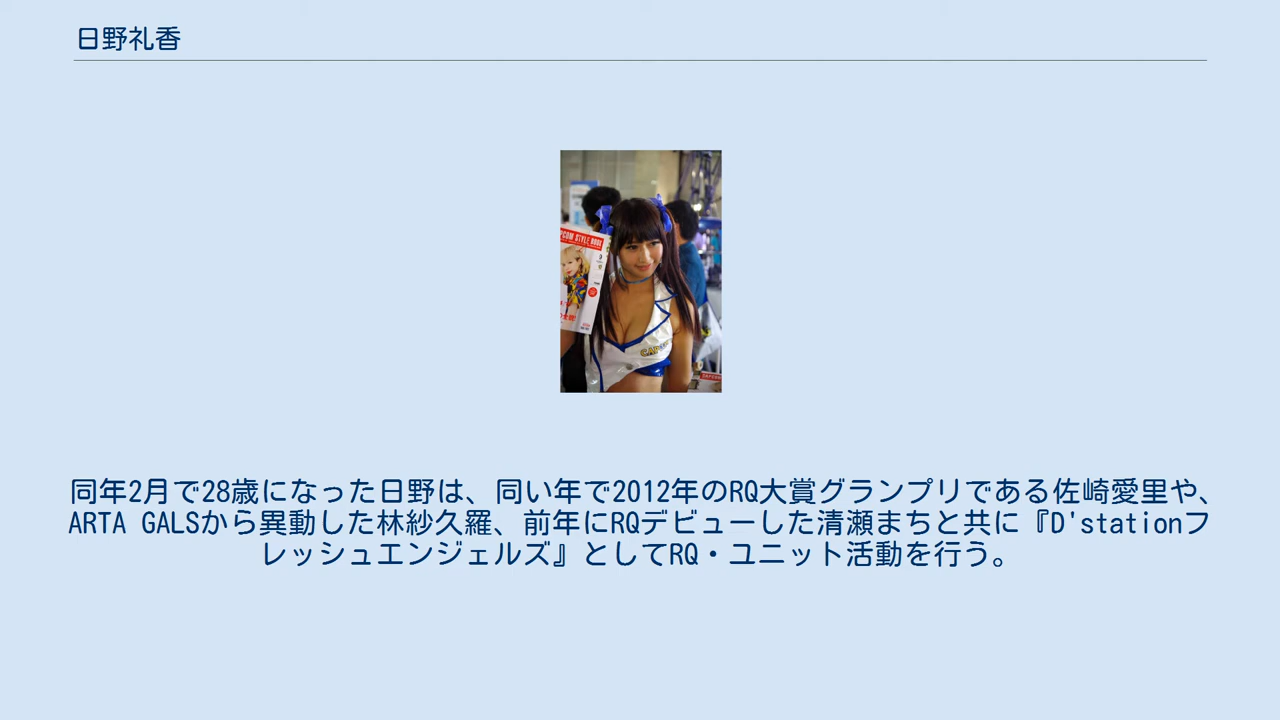 日野礼香
同年2月で28歳になった日野は、同い年で2012年のRQ大賞グランプリである佐崎愛里や、
ARTA GALSから異動した林紗久羅、前年にRQデビューした清瀬まちと共に『D'stationフ
レッシュエンジェルズ』としてRQ・ユニット活動を行う。